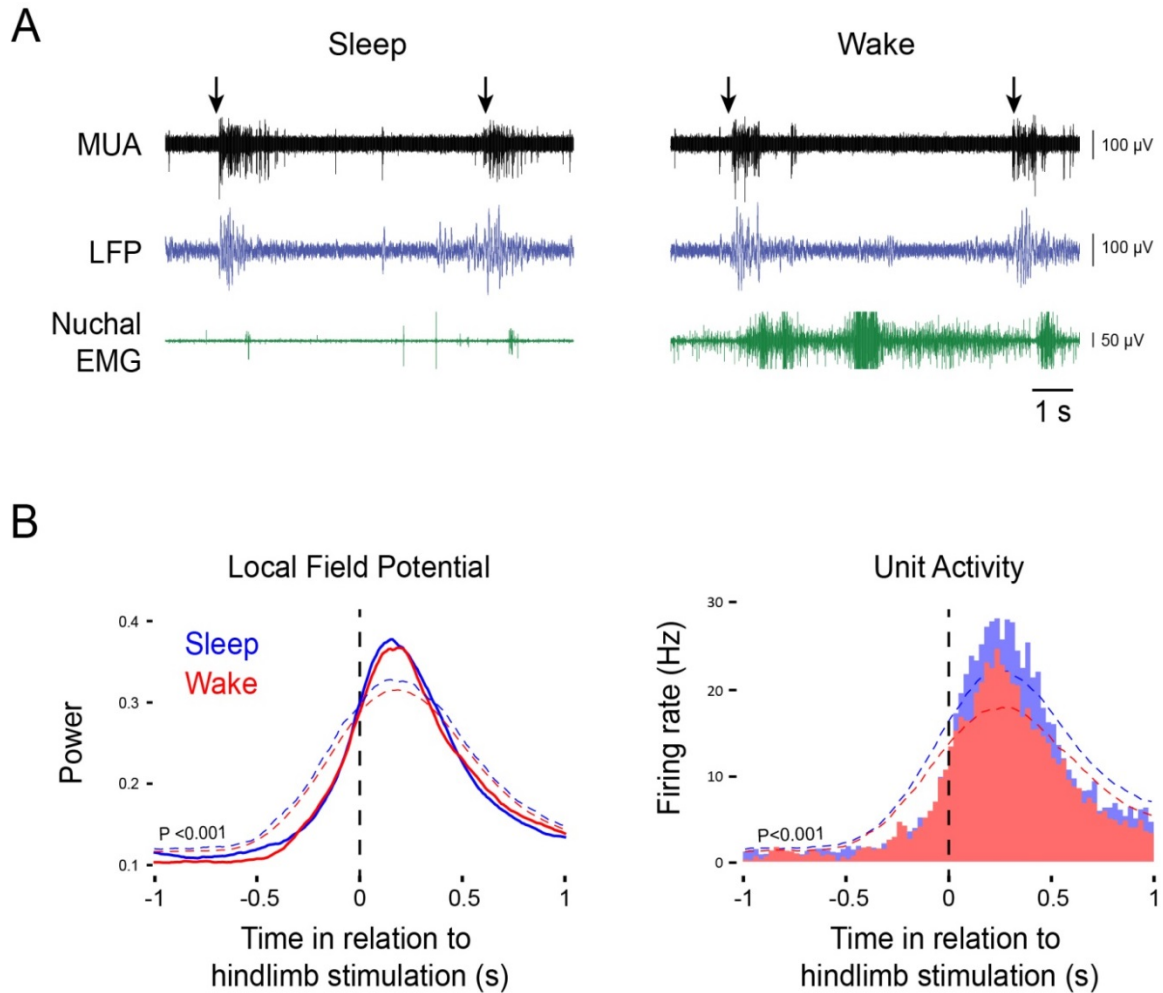 A
Sleep
Wake
MUA
100 µV
LFP
100 µV
Nuchal
EMG
50 µV
1 s
B
Local Field Potential
Unit Activity
Power
0.4
0.3
0.2
0.1
Sleep
Wake
P <0.001
-1
-0.5
0
0.5
1
Time in relation to
hindlimb stimulation (s)
Firing rate (Hz)
30
20
10
0
P<0.001
-1
-0.5
0
0.5
1
Time in relation to
hindlimb stimulation (s)